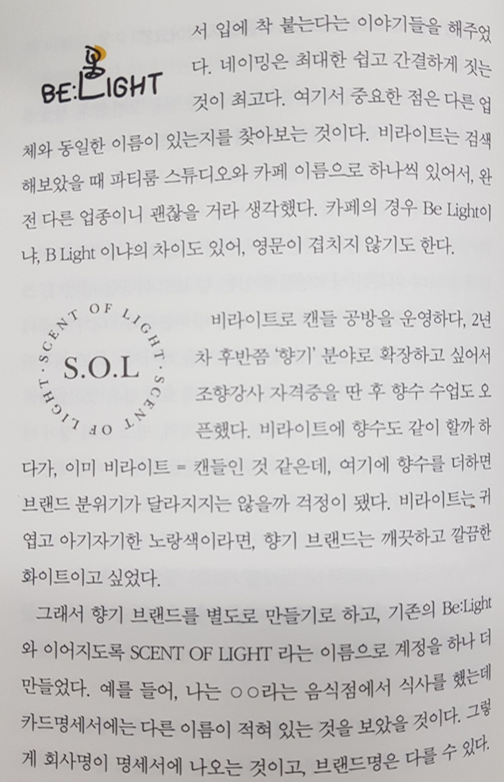 BE:LIGHT
서 입에 착 붙는다는 이야기들을 해주었
다. 네이밍은 최대한 쉽고 간결하게 짓는
것이 최고다. 여기서 중요한 점은 다른 업
체와 동일한 이름이 있는지를 찾아보는 것이다. 비라이트는 검색
해보았을 때 파티룸 스튜디오와 카페 이름으로 하나씩 있어서, 완
전 다른 업종이니 괜찮을 거라 생각했다. 카페의 경우 Be Light이
냐, B Light 이냐의 차이도 있어, 영문이 겹치지 않기도 한다.
SCENT OF LIGHT · SCENT OF LIGHT ·
S.O.L
비라이트로 캔들 공방을 운영하다, 2년
차 후반쯤 ‘향기’ 분야로 확장하고 싶어서
조향강사 자격증을 딴 후 향수 수업도 오
픈했다. 비라이트에 향수도 같이 할까 하
다가, 이미 비라이트 = 캔들인 것 같은데, 여기에 향수를 더하면
브랜드 분위기가 달라지지는 않을까 걱정이 됐다. 비라이트는 귀
엽고 아기자기한 노랑색이라면, 향기 브랜드는 깨끗하고 깔끔한
화이트이고 싶었다.
그래서 향기 브랜드를 별도로 만들기로 하고, 기존의 Be:Light
와 이어지도록 SCENT OF LIGHT 라는 이름으로 계정을 하나 더
만들었다. 예를 들어, 나는 ○○라는 음식점에서 식사를 했는데
카드명세서에는 다른 이름이 적혀 있는 것을 보았을 것이다. 그렇
게 회사명이 명세서에 나오는 것이고, 브랜드명은 다를 수 있다.